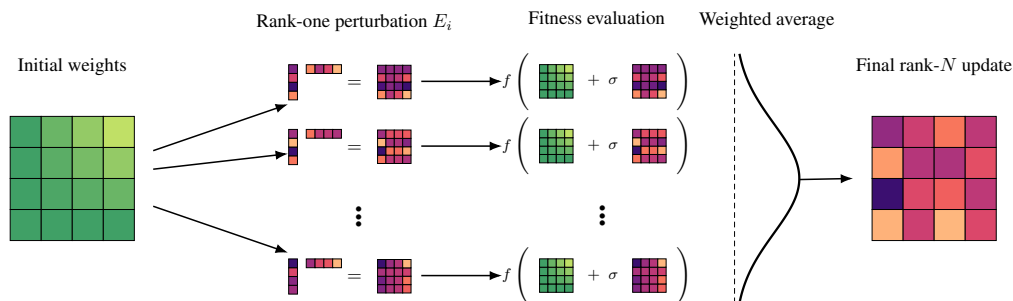 Rank-one perturbation E_i
Fitness evaluation
Weighted average
Initial weights
Final rank-N update
= f ( + σ )
= f ( + σ )
= f ( + σ )